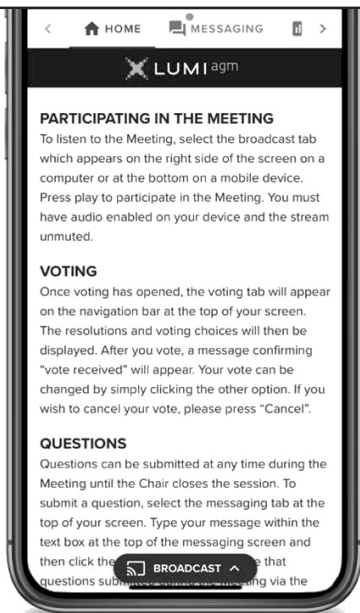 HOME MESSAGING
LUMI agm
PARTICIPATING IN THE MEETING
To listen to the Meeting, select the broadcast tab
which appears on the right side of the screen on a
computer or at the bottom on a mobile device.
Press play to participate in the Meeting. You must
have audio enabled on your device and the stream
unmuted.
VOTING
Once voting has opened, the voting tab will appear
on the navigation bar at the top of your screen.
The resolutions and voting choices will then be
displayed. After you vote, a message confirming
“vote received” will appear. Your vote can be
changed by simply clicking the other option. If you
wish to cancel your vote, please press “Cancel”.
QUESTIONS
Questions can be submitted at any time during the
Meeting until the Chair closes the session. To
submit a question, select the messaging tab at the
top of your screen. Type your message within the
text box at the top of the messaging screen and
then click the that
BROADCAST
questions via the